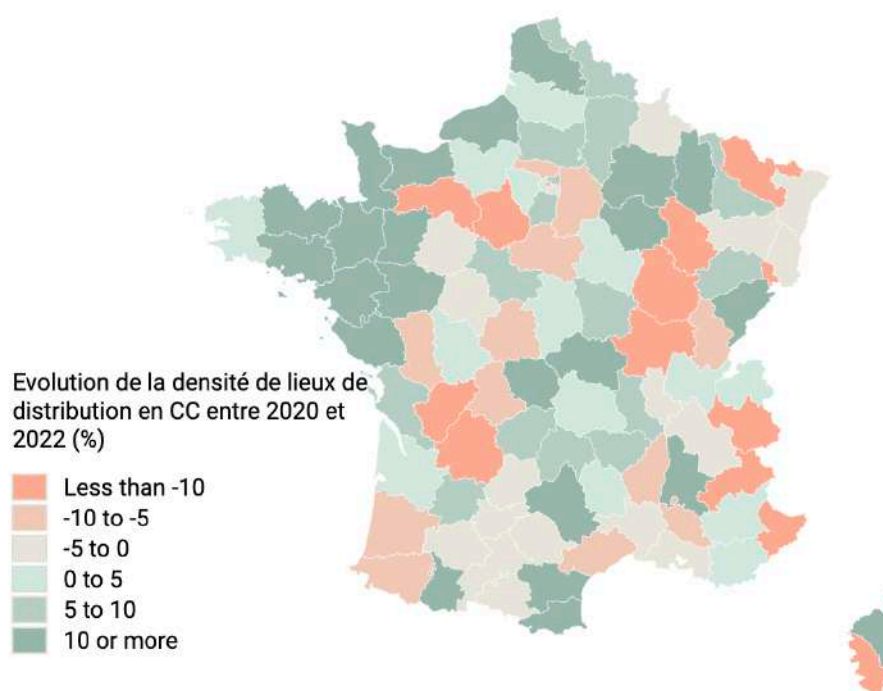 Evolution de la densité de lieux de
distribution en CC entre 2020 et
2022 (%)
Less than -10
-10 to -5
-5 to 0
0 to 5
5 to 10
10 or more